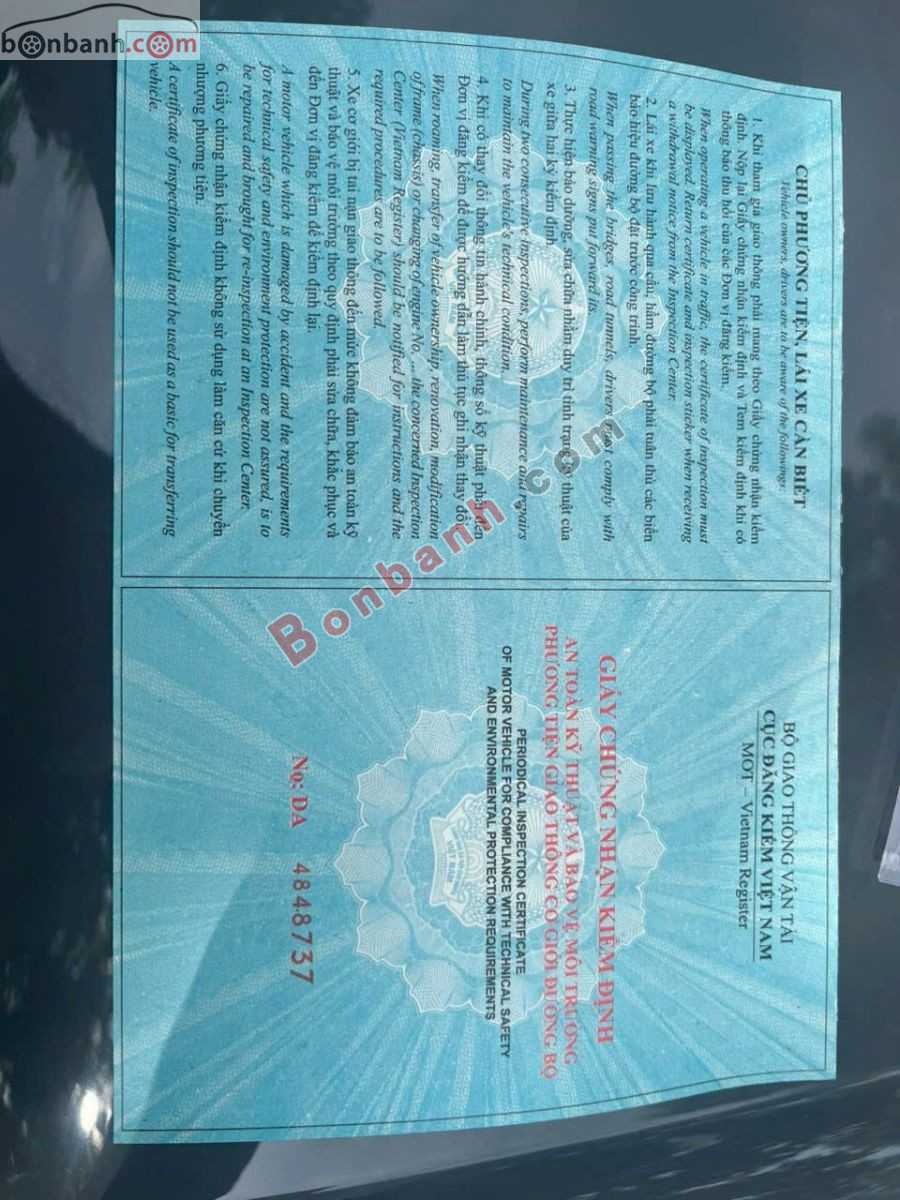 bonbanh.com
CHỦ PHƯƠNG TIỆN, LÁI XE CẦN BIẾT
Vehicle owners, drivers are to be aware of the followings:
1. Khi tham gia giao thông phải mang theo Giấy chứng nhận kiểm
định. Nộp lại Giấy chứng nhận kiểm định và Tem kiểm định khi có
thông báo thu hồi của các Đơn vị đăng kiểm.
When operating a vehicle in traffic, the certificate of inspection must
be displayed. Return certificate and inspection sticker when receiving
a withdrawal notice from the Inspection Center.
2. Lái xe khi lưu hành qua cầu, hầm đường bộ phải tuân thủ các biển
báo hiệu đường bộ đặt trước công trình.
When passing the bridges, road tunnels, drivers must comply with
road warning signs put forward its.
3. Thực hiện bảo dưỡng, sửa chữa nhằm duy trì tình trạng kỹ thuật của
xe giữa hai kỳ kiểm định.
During two consecutive inspections, perform maintenance and repairs
to maintain the vehicle's technical condition.
4. Khi có thay đổi thông tin hành chính, thông số kỹ thuật phải đến
Đơn vị đăng kiểm để được hướng dẫn làm thủ tục ghi nhận thay đổi.
When roaming, transfer of vehicle ownership, renovation, modification
of frame (chassis) or changing of engine No,... the concerned Inspection
Center (Vietnam Register) should be notified for instructions and the
required procedures are to be followed.
5. Xe cơ giới bị tai nạn giao thông đến mức không đảm bảo an toàn kỹ
thuật và bảo vệ môi trường theo quy định phải sửa chữa, khắc phục và
đến Đơn vị đăng kiểm để kiểm định lại.
A motor vehicle which is damaged by accident and the requirements
for technical safety and environment protection are not assured, is to
be repaired and brought for re-inspection at an Inspection Center.
6. Giấy chứng nhận kiểm định không sử dụng làm căn cứ khi chuyển
nhượng phương tiện.
A certificate of inspection should not be used as a basic for transferring
vehicle.
BỘ GIAO THÔNG VẬN TẢI
CỤC ĐĂNG KIỂM VIỆT NAM
MOT – Vietnam Register
GIẤY CHỨNG NHẬN KIỂM ĐỊNH
AN TOÀN KỸ THUẬT VÀ BẢO VỆ MÔI TRƯỜNG
PHƯƠNG TIỆN GIAO THÔNG CƠ GIỚI ĐƯỜNG BỘ
PERIODICAL INSPECTION CERTIFICATE
OF MOTOR VEHICLE FOR COMPLIANCE WITH TECHNICAL SAFETY
AND ENVIRONMENTAL PROTECTION REQUIREMENTS
No: DA 4848737
Bonbanh.com